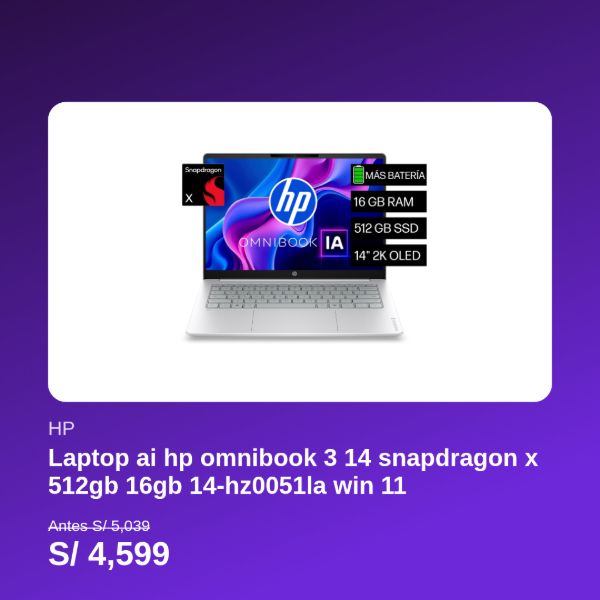 Snapdragon
X
hp
OMNIBOOK IA
MÁS BATERÍA
16 GB RAM
512 GB SSD
14" 2K OLED
HP
Laptop ai hp omnibook 3 14 snapdragon x
512gb 16gb 14-hz0051la win 11
Antes S/ 5,039
S/ 4,599